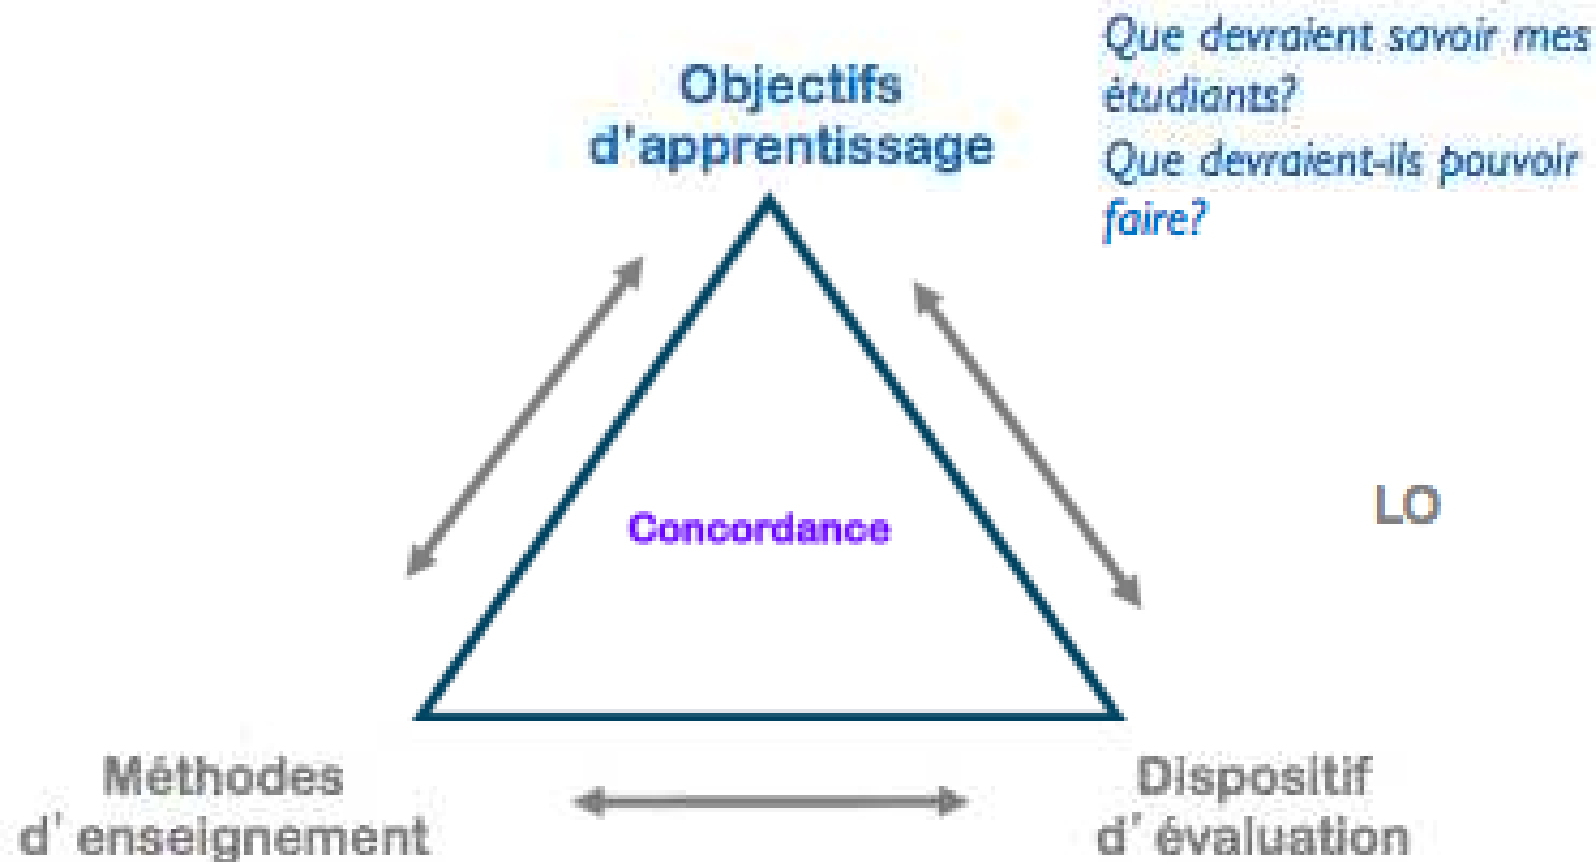 Que devraient savoir mes
étudiants?
Que devraient-ils pouvoir
faire?
Objectifs
d'apprentissage
LO
Concordance
Méthodes
d' enseignement
Dispositif
d' évaluation